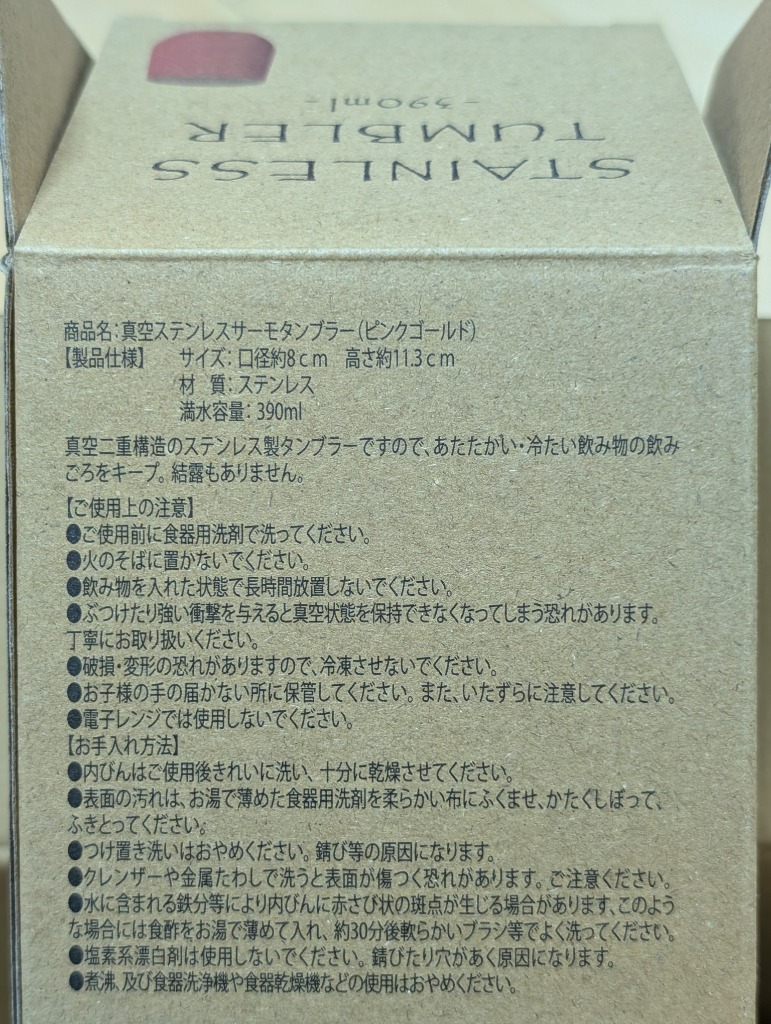 STAINLESS
TUMBLER
-390ml-
商品名：真空ステンレスサーモタンブラー（ピンクゴールド）
【製品仕様】 サイズ：口径約8cm 高さ約11.3cm
材 質：ステンレス
満水容量：390ml
真空二重構造のステンレス製タンブラーですので、あたたかい・冷たい飲み物の飲み
ごろをキープ。結露もありません。
【ご使用上の注意】
●ご使用前に食器用洗剤で洗ってください。
●火のそばに置かないでください。
●飲み物を入れた状態で長時間放置しないでください。
●ぶつけたり強い衝撃を与えると真空状態を保持できなくなってしまう恐れがあります。
丁寧にお取り扱いください。
●破損・変形の恐れがありますので、冷凍させないでください。
●お子様の手の届かない所に保管してください。また、いたずらに注意してください。
●電子レンジでは使用しないでください。
【お手入れ方法】
●内びんはご使用後きれいに洗い、十分に乾燥させてください。
●表面の汚れは、お湯で薄めた食器用洗剤を柔らかい布にふくませ、かたくしぼって、
ふきとってください。
●つけ置き洗いはおやめください。錆び等の原因になります。
●クレンザーや金属たわしで洗うと表面が傷つく恐れがあります。ご注意ください。
●水に含まれる鉄分等により内びんに赤さび状の斑点が生じる場合があります、このよう
な場合には食酢をお湯で薄めて入れ、約30分後軟らかいブラシ等でよく洗ってください。
●塩素系漂白剤は使用しないでください。錆びたり穴があく原因になります。
●煮沸、及び食器洗浄機や食器乾燥機などの使用はおやめください。